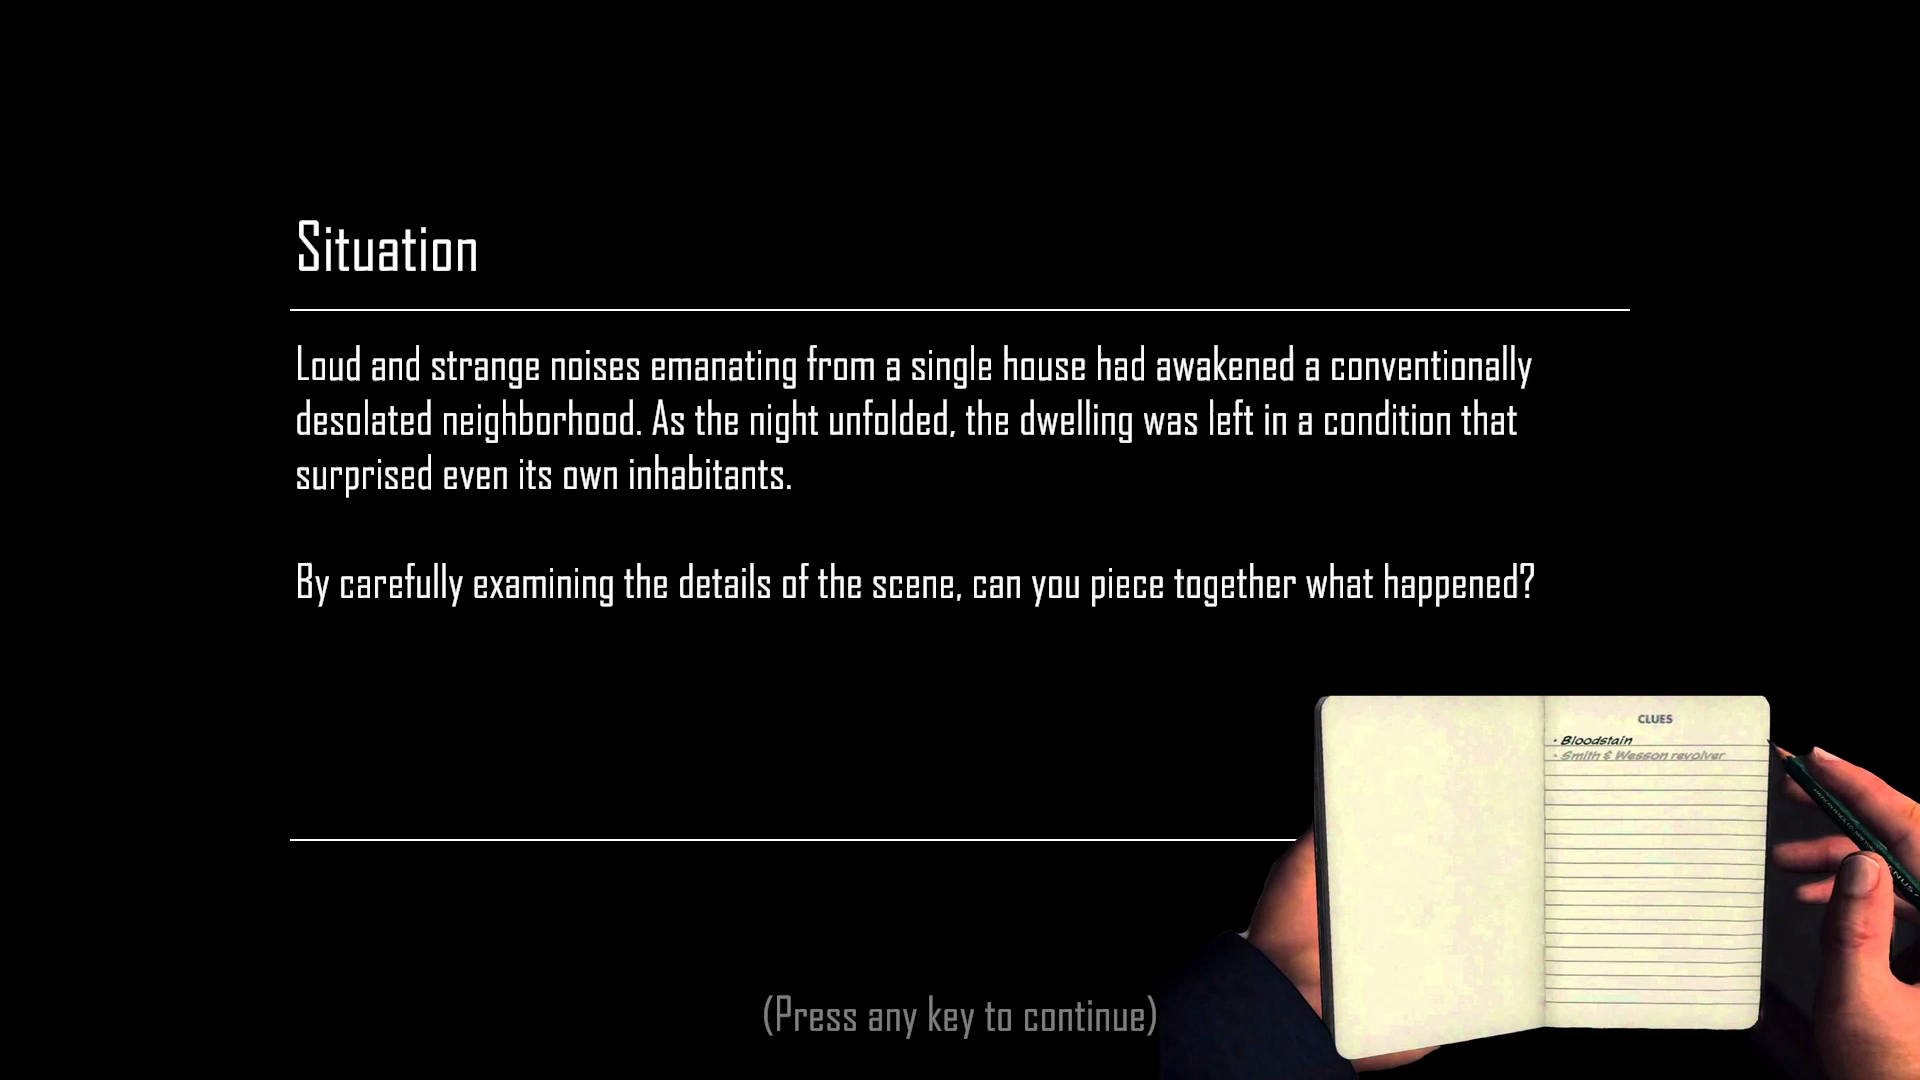 Situation
Loud and strange noises emanating from a single house had awakened a conventionally
desolated neighborhood. As the night unfolded, the dwelling was left in a condition that
surprised even its own inhabitants.
By carefully examining the details of the scene, can you piece together what happened?
CLUES
· Bloodstain
· Smith & Wesson revolver
(Press any key to continue)